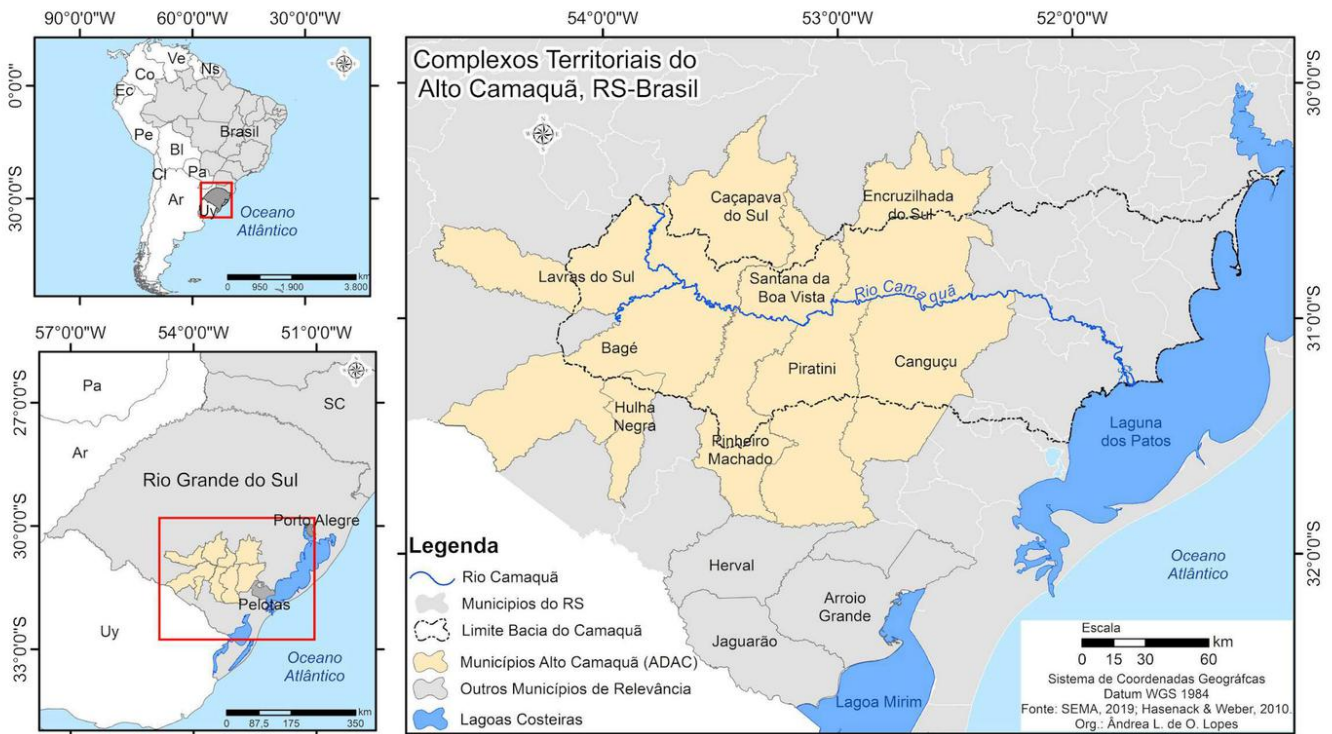 90°0'0"W 60°0'0"W 30°0'0"W
0°0'0"
30°0'0"S
Ve
Ns
Co
Ec
Pe
Brasil
Bl
Pa
Cl
Ar
Uy
Oceano
Atlântico
km
0 950 1.900 3.800
57°0'0"W 54°0'0"W 51°0'0"W
27°0'0"S
30°0'0"S
33°0'0"S
Pa
SC
Ar
Rio Grande do Sul
Porto Alegre
Pelotas
Uy
Oceano
Atlântico
km
0 87,5 175 350
54°0'0"W 53°0'0"W 52°0'0"W
30°0'0"S
31°0'0"S
32°0'0"S
Complexos Territoriais do
Alto Camaquã, RS-Brasil
Caçapava
do Sul
Encruzilhada
do Sul
Lavras do Sul
Santana da
Boa Vista
Rio Camaquã
Bagé
Piratini
Canguçu
Hulha
Negra
Pinheiro
Machado
Laguna
dos Patos
Herval
Arroio
Grande
Jaguarão
Lagoa Mirim
Oceano
Atlântico
Legenda
Rio Camaquã
Municipios do RS
Limite Bacia do Camaquã
Municípios Alto Camaquã (ADAC)
Outros Municípios de Relevância
Lagoas Costeiras
Escala
km
0 15 30 60
Sistema de Coordenadas Geográfcas
Datum WGS 1984
Fonte: SEMA, 2019; Hasenack & Weber, 2010.
Org.: Ândrea L. de O. Lopes